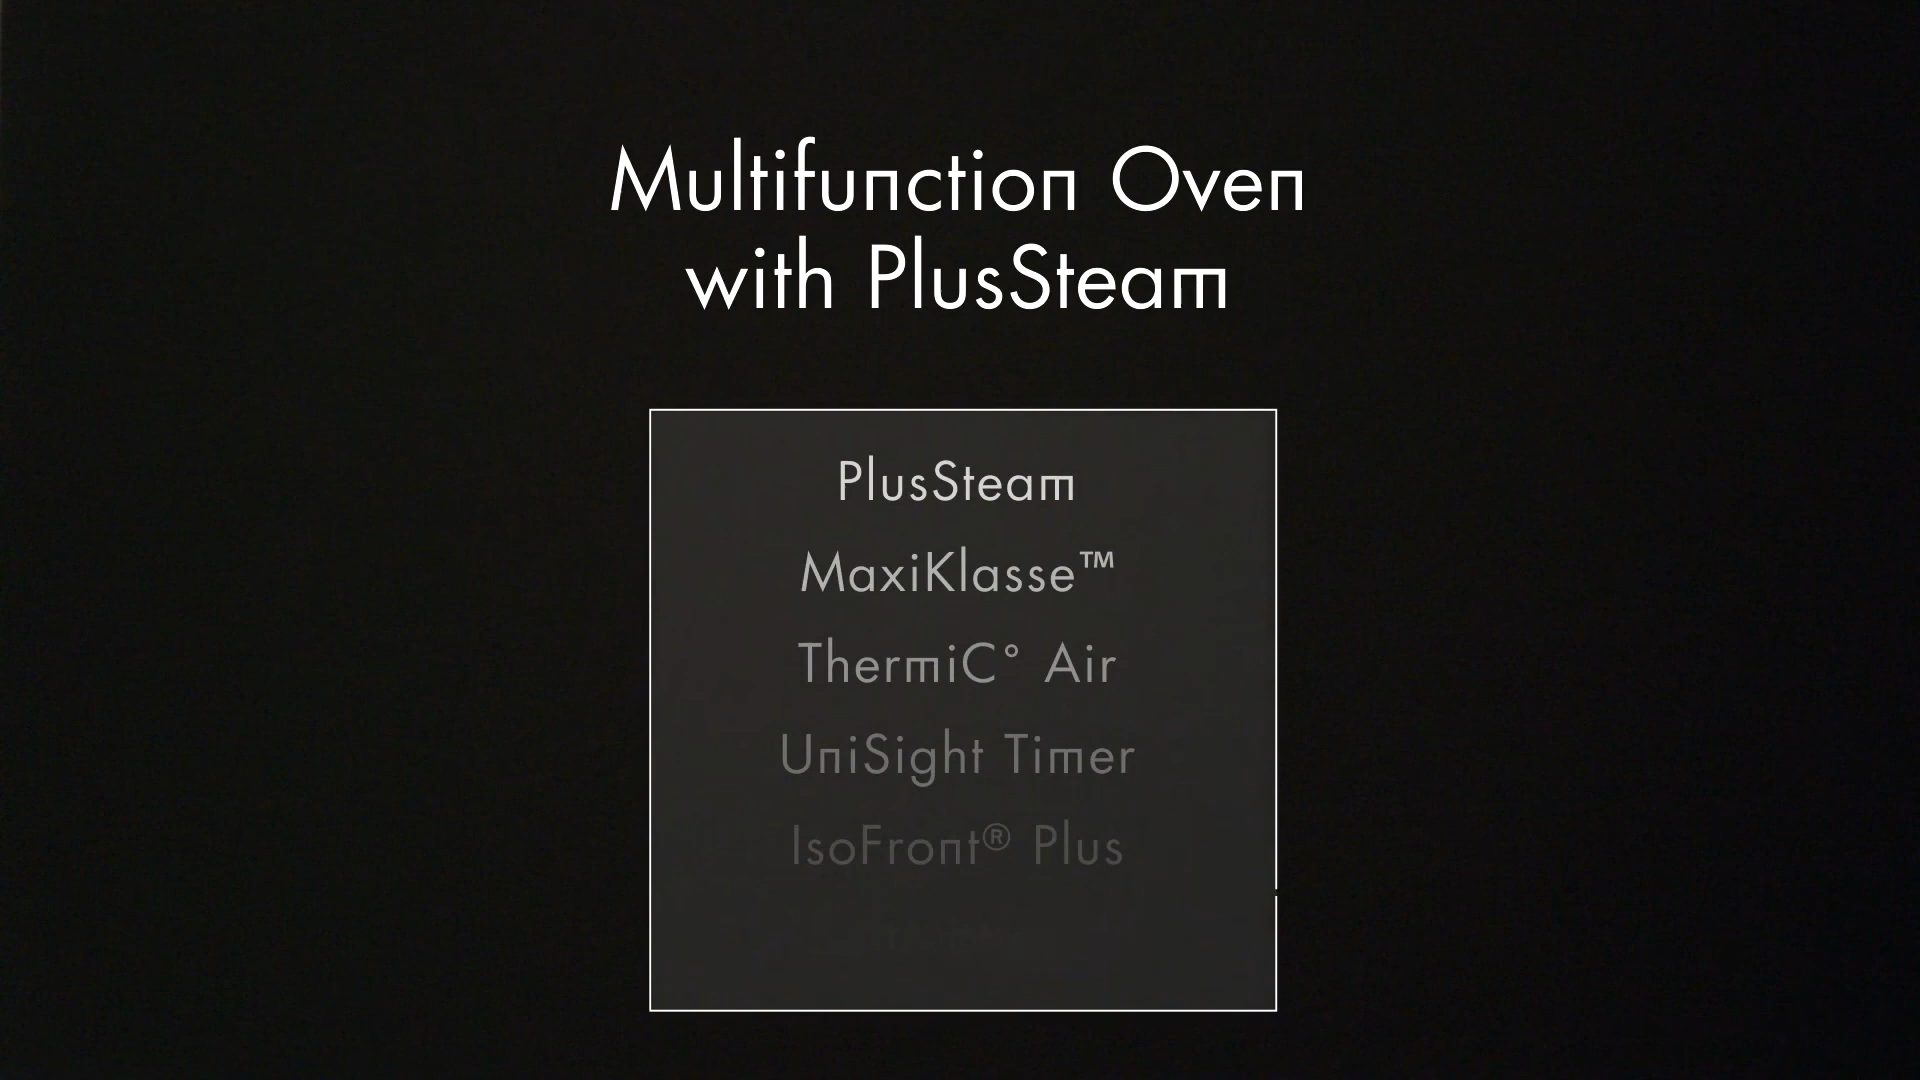 Multifunction Oven
with PlusSteam
PlusSteam
MaxiKlasse™
ThermiC° Air
UniSight Timer
IsoFront® Plus